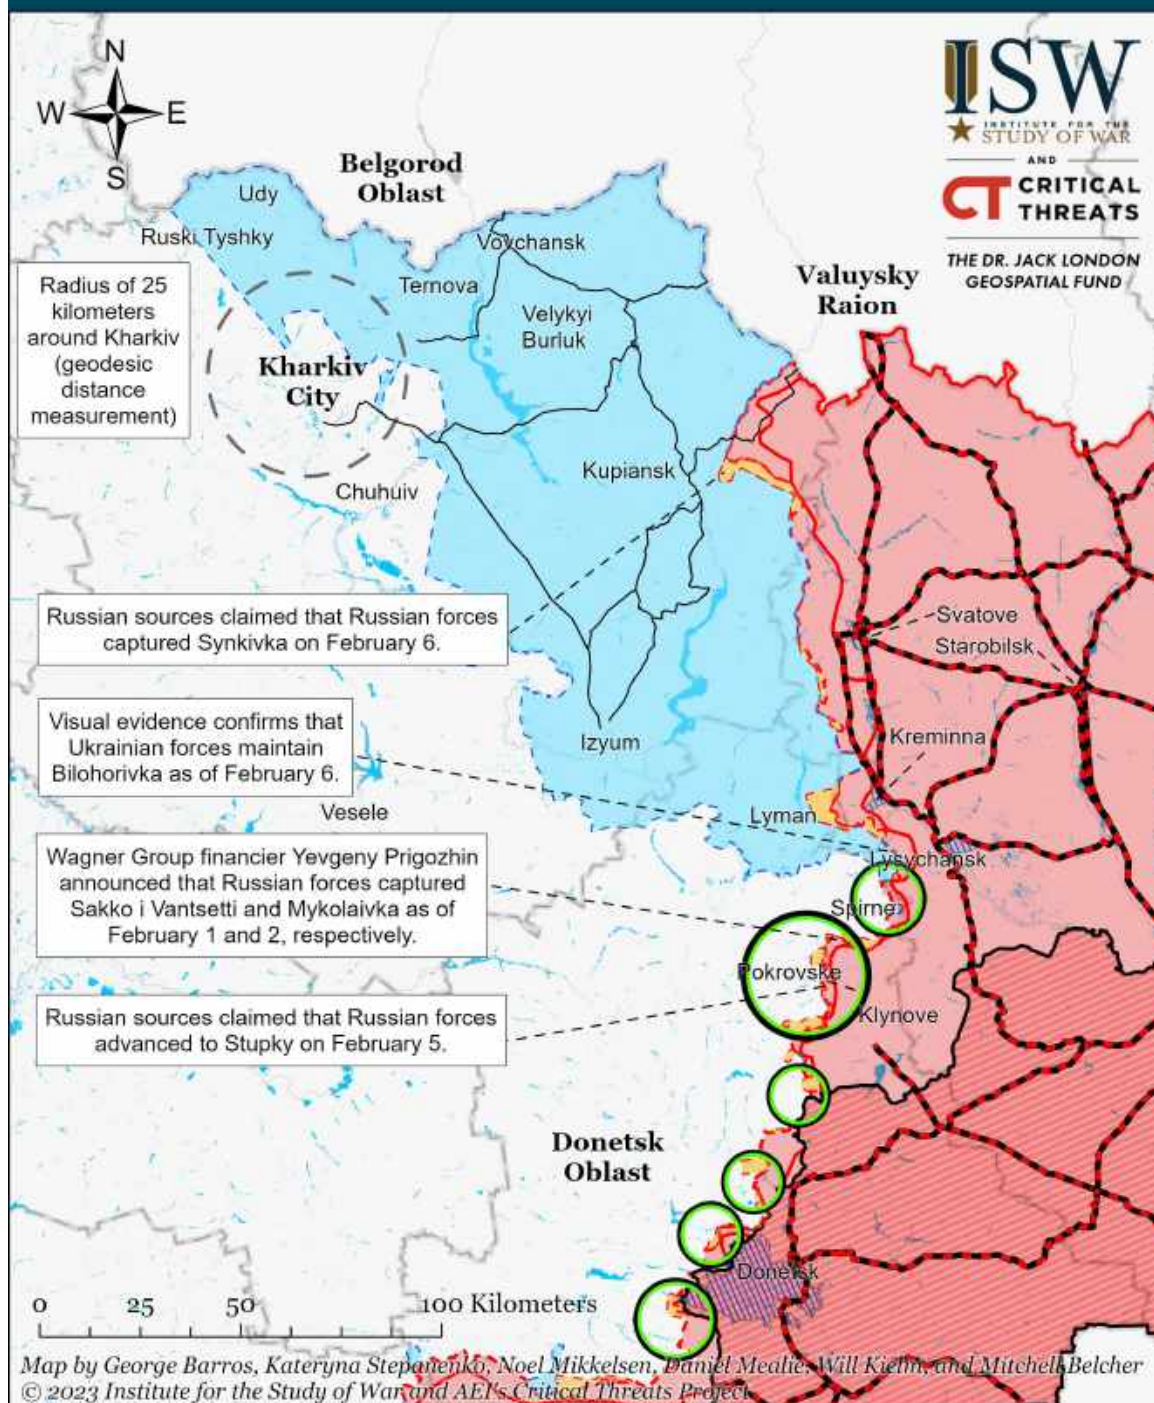 N
W E
S
ISW
INSTITUTE FOR THE
STUDY OF WAR
AND
CT CRITICAL
THREATS
THE DR. JACK LONDON
GEOSPATIAL FUND
Belgorod
Oblast
Udy
Ruski Tyshky
Vovchansk
Ternova
Valuysky
Raion
Radius of 25
kilometers
around Kharkiv
(geodesic
distance
measurement)
Velykyi
Burluk
Kharkiv
City
Kupiansk
Chuhuiv
Russian sources claimed that Russian forces
captured Synkivka on February 6.
Svatove
Starobilsk
Visual evidence confirms that
Ukrainian forces maintain
Bilohorivka as of February 6.
Izyum
Kreminna
Vesele
Lyman
Wagner Group financier Yevgeny Prigozhin
announced that Russian forces captured
Sakko i Vantsetti and Mykolaivka as of
February 1 and 2, respectively.
Lysychansk
Spirne
Pokrovske
Russian sources claimed that Russian forces
advanced to Stupky on February 5.
Klynove
Donetsk
Oblast
Donetsk
0 25 50 100 Kilometers
Map by George Barros, Kateryna Stepanenko, Noel Mikkelsen, Daniel Mealie, Will Kiehn, and Mitchell Belcher
© 2023 Institute for the Study of War and AEI's Critical Threats Project